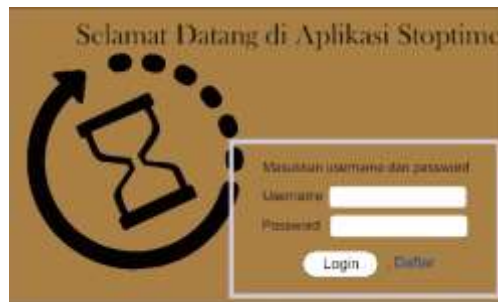 Selamat Datang di Aplikasi Stoptime
Masukkan username dan password
Username
Password
Login Daftar